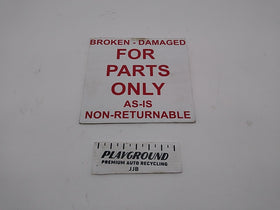 BROKEN - DAMAGED
FOR
PARTS
ONLY
AS-IS
NON-RETURNABLE
PLAYGROUND
PREMIUM AUTO RECYCLING
JJB